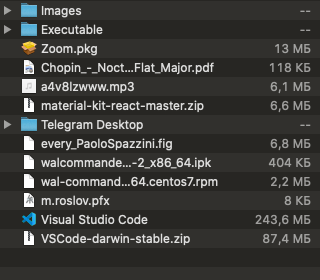 Images --
Executable --
Zoom.pkg 13 МБ
Chopin_-_Noct...Flat_Major.pdf 118 КБ
a4v8lzwww.mp3 6,1 МБ
material-kit-react-master.zip 6,6 МБ
Telegram Desktop --
every_PaoloSpazzini.fig 6,8 МБ
walcommande...-2_x86_64.ipk 404 КБ
wal-command...64.centos7.rpm 2,2 МБ
m.roslov.pfx 8 КБ
Visual Studio Code 243,6 МБ
VSCode-darwin-stable.zip 87,4 МБ